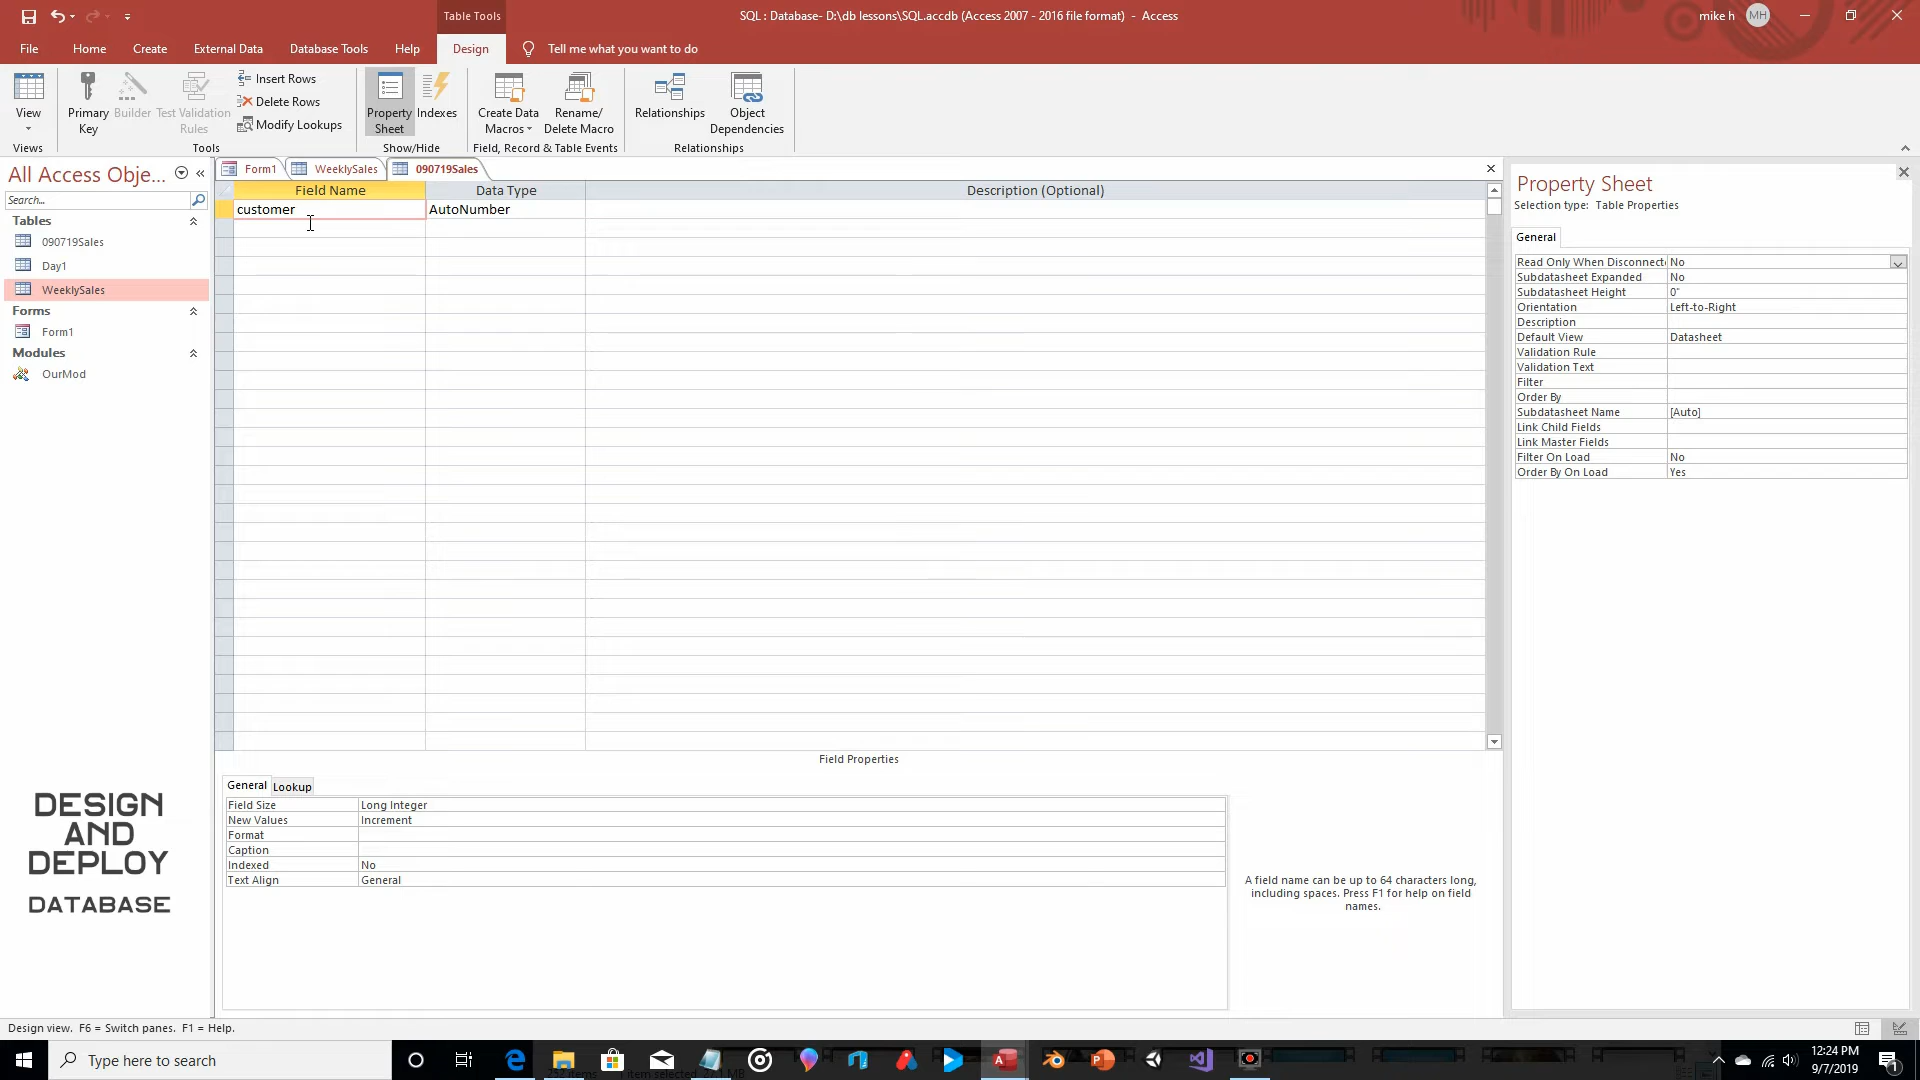 Table Tools
SQL : Database- D:\db lessons\SQL.accdb (Access 2007 - 2016 file format) - Access
mike h
MH
File
Home
Create
External Data
Database Tools
Help
Design
Tell me what you want to do
View
Primary
Key
Builder
Test Validation
Rules
Insert Rows
Delete Rows
Modify Lookups
Property
Sheet
Indexes
Create Data
Macros
Rename/
Delete Macro
Relationships
Object
Dependencies
Views
Tools
Show/Hide
Field, Record & Table Events
Relationships
All Access Obje...
Search...
Tables
090719Sales
Day1
WeeklySales
Forms
Form1
Modules
OurMod
Form1
WeeklySales
090719Sales
Field Name
Data Type
Description (Optional)
customer
AutoNumber
Property Sheet
Selection type: Table Properties
General
Read Only When Disconnect No
Subdatasheet Expanded No
Subdatasheet Height 0"
Orientation Left-to-Right
Description
Default View Datasheet
Validation Rule
Validation Text
Filter
Order By
Subdatasheet Name [Auto]
Link Child Fields
Link Master Fields
Filter On Load No
Order By On Load Yes
Field Properties
General
Lookup
Field Size Long Integer
New Values Increment
Format
Caption
Indexed No
Text Align General
A field name can be up to 64 characters long,
including spaces. Press F1 for help on field
names.
DESIGN
AND
DEPLOY
DATABASE
Design view. F6 = Switch panes. F1 = Help.
Type here to search
252 items 1 item selected 27.1 MB
12:24 PM
9/7/2019
1